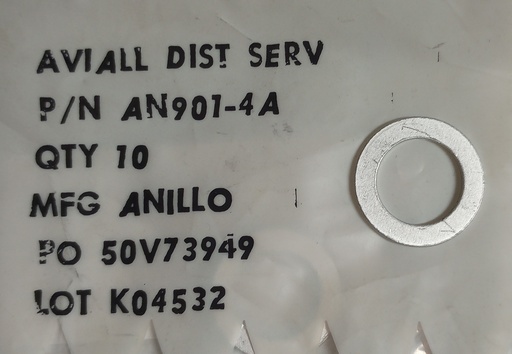 AVIALL DIST SERV
P/N AN901-4A
QTY 10
MFG ANILLO
PO 50V73949
LOT K04532